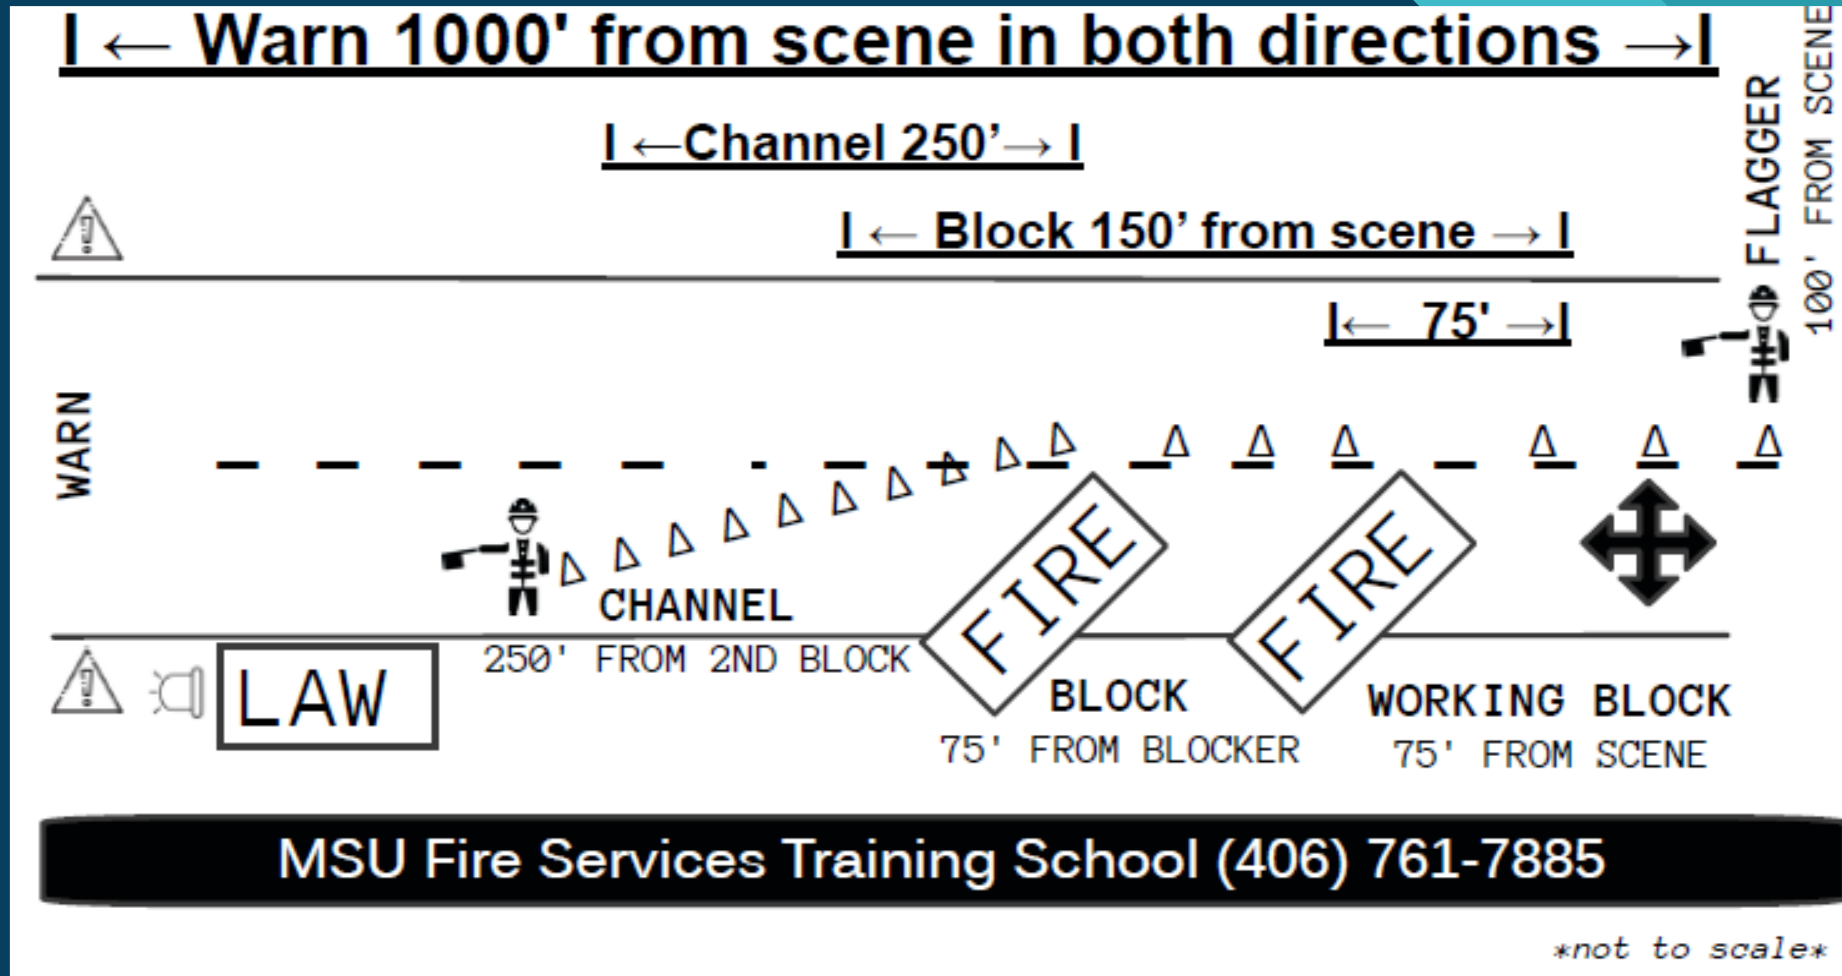 I ← Warn 1000' from scene in both directions →I
I ←Channel 250’→ I
I ← Block 150’ from scene → I
I← 75' →I
FLAGGER
100' FROM SCENE
WARN
FIRE
FIRE
CHANNEL
250' FROM 2ND BLOCK
LAW
BLOCK
75' FROM BLOCKER
WORKING BLOCK
75' FROM SCENE
MSU Fire Services Training School (406) 761-7885
*not to scale*